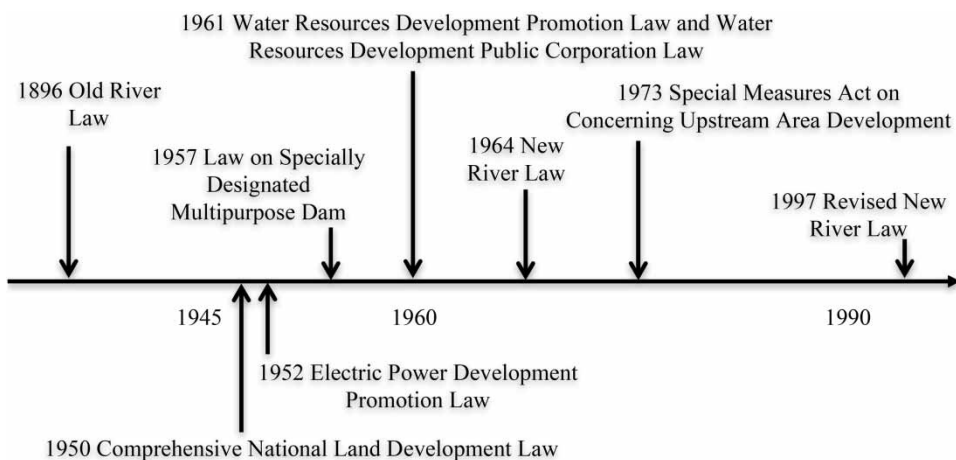 1961 Water Resources Development Promotion Law and Water
Resources Development Public Corporation Law
1896 Old River
Law
1973 Special Measures Act on
Concerning Upstream Area Development
1957 Law on Specially
Designated
Multipurpose Dam
1964 New
River Law
1997 Revised New
River Law
1945
1960
1990
1952 Electric Power Development
Promotion Law
1950 Comprehensive National Land Development Law